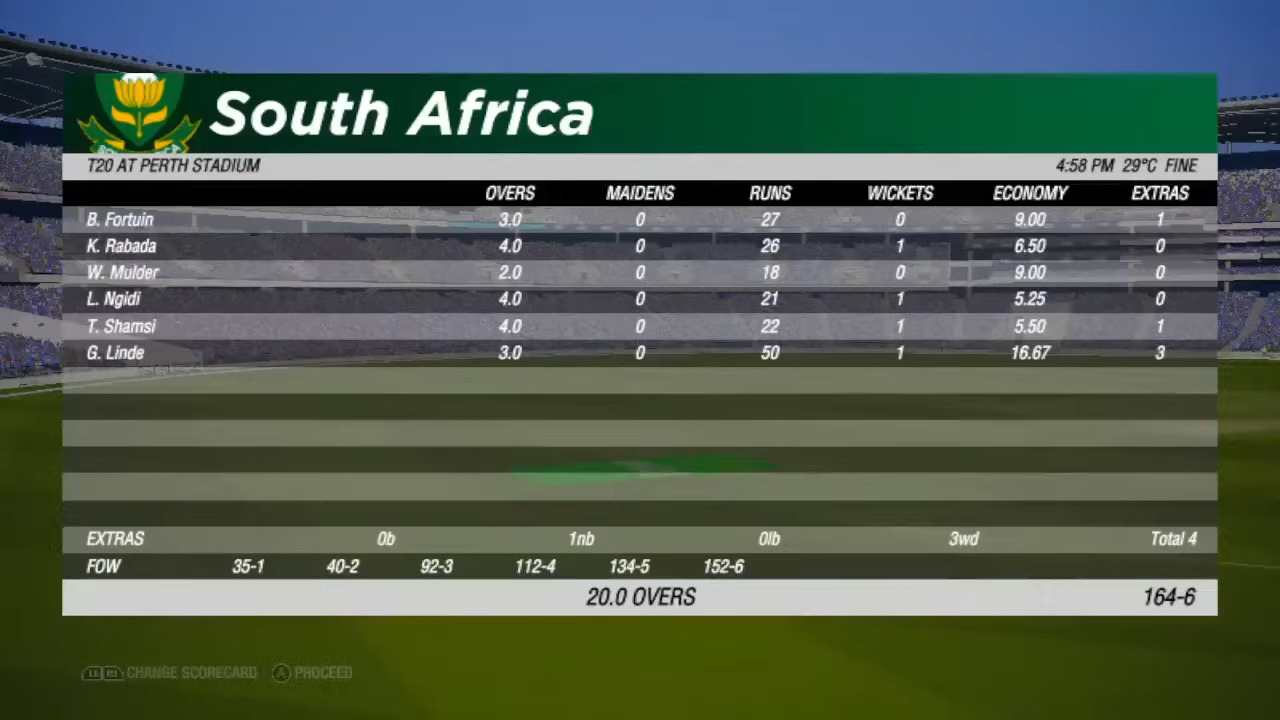 South Africa
T20 AT PERTH STADIUM 4:58 PM 29°C FINE
OVERS MAIDENS RUNS WICKETS ECONOMY EXTRAS
B. Fortuin 3.0 0 27 0 9.00 1
K. Rabada 4.0 0 26 1 6.50 0
W. Mulder 2.0 0 18 0 9.00 0
L. Ngidi 4.0 0 21 1 5.25 0
T. Shamsi 4.0 0 22 1 5.50 1
G. Linde 3.0 0 50 1 16.67 3
EXTRAS 0b 1nb 0lb 3wd Total 4
FOW 35-1 40-2 92-3 112-4 134-5 152-6
20.0 OVERS 164-6
CHANGE SCORECARD A PROCEED